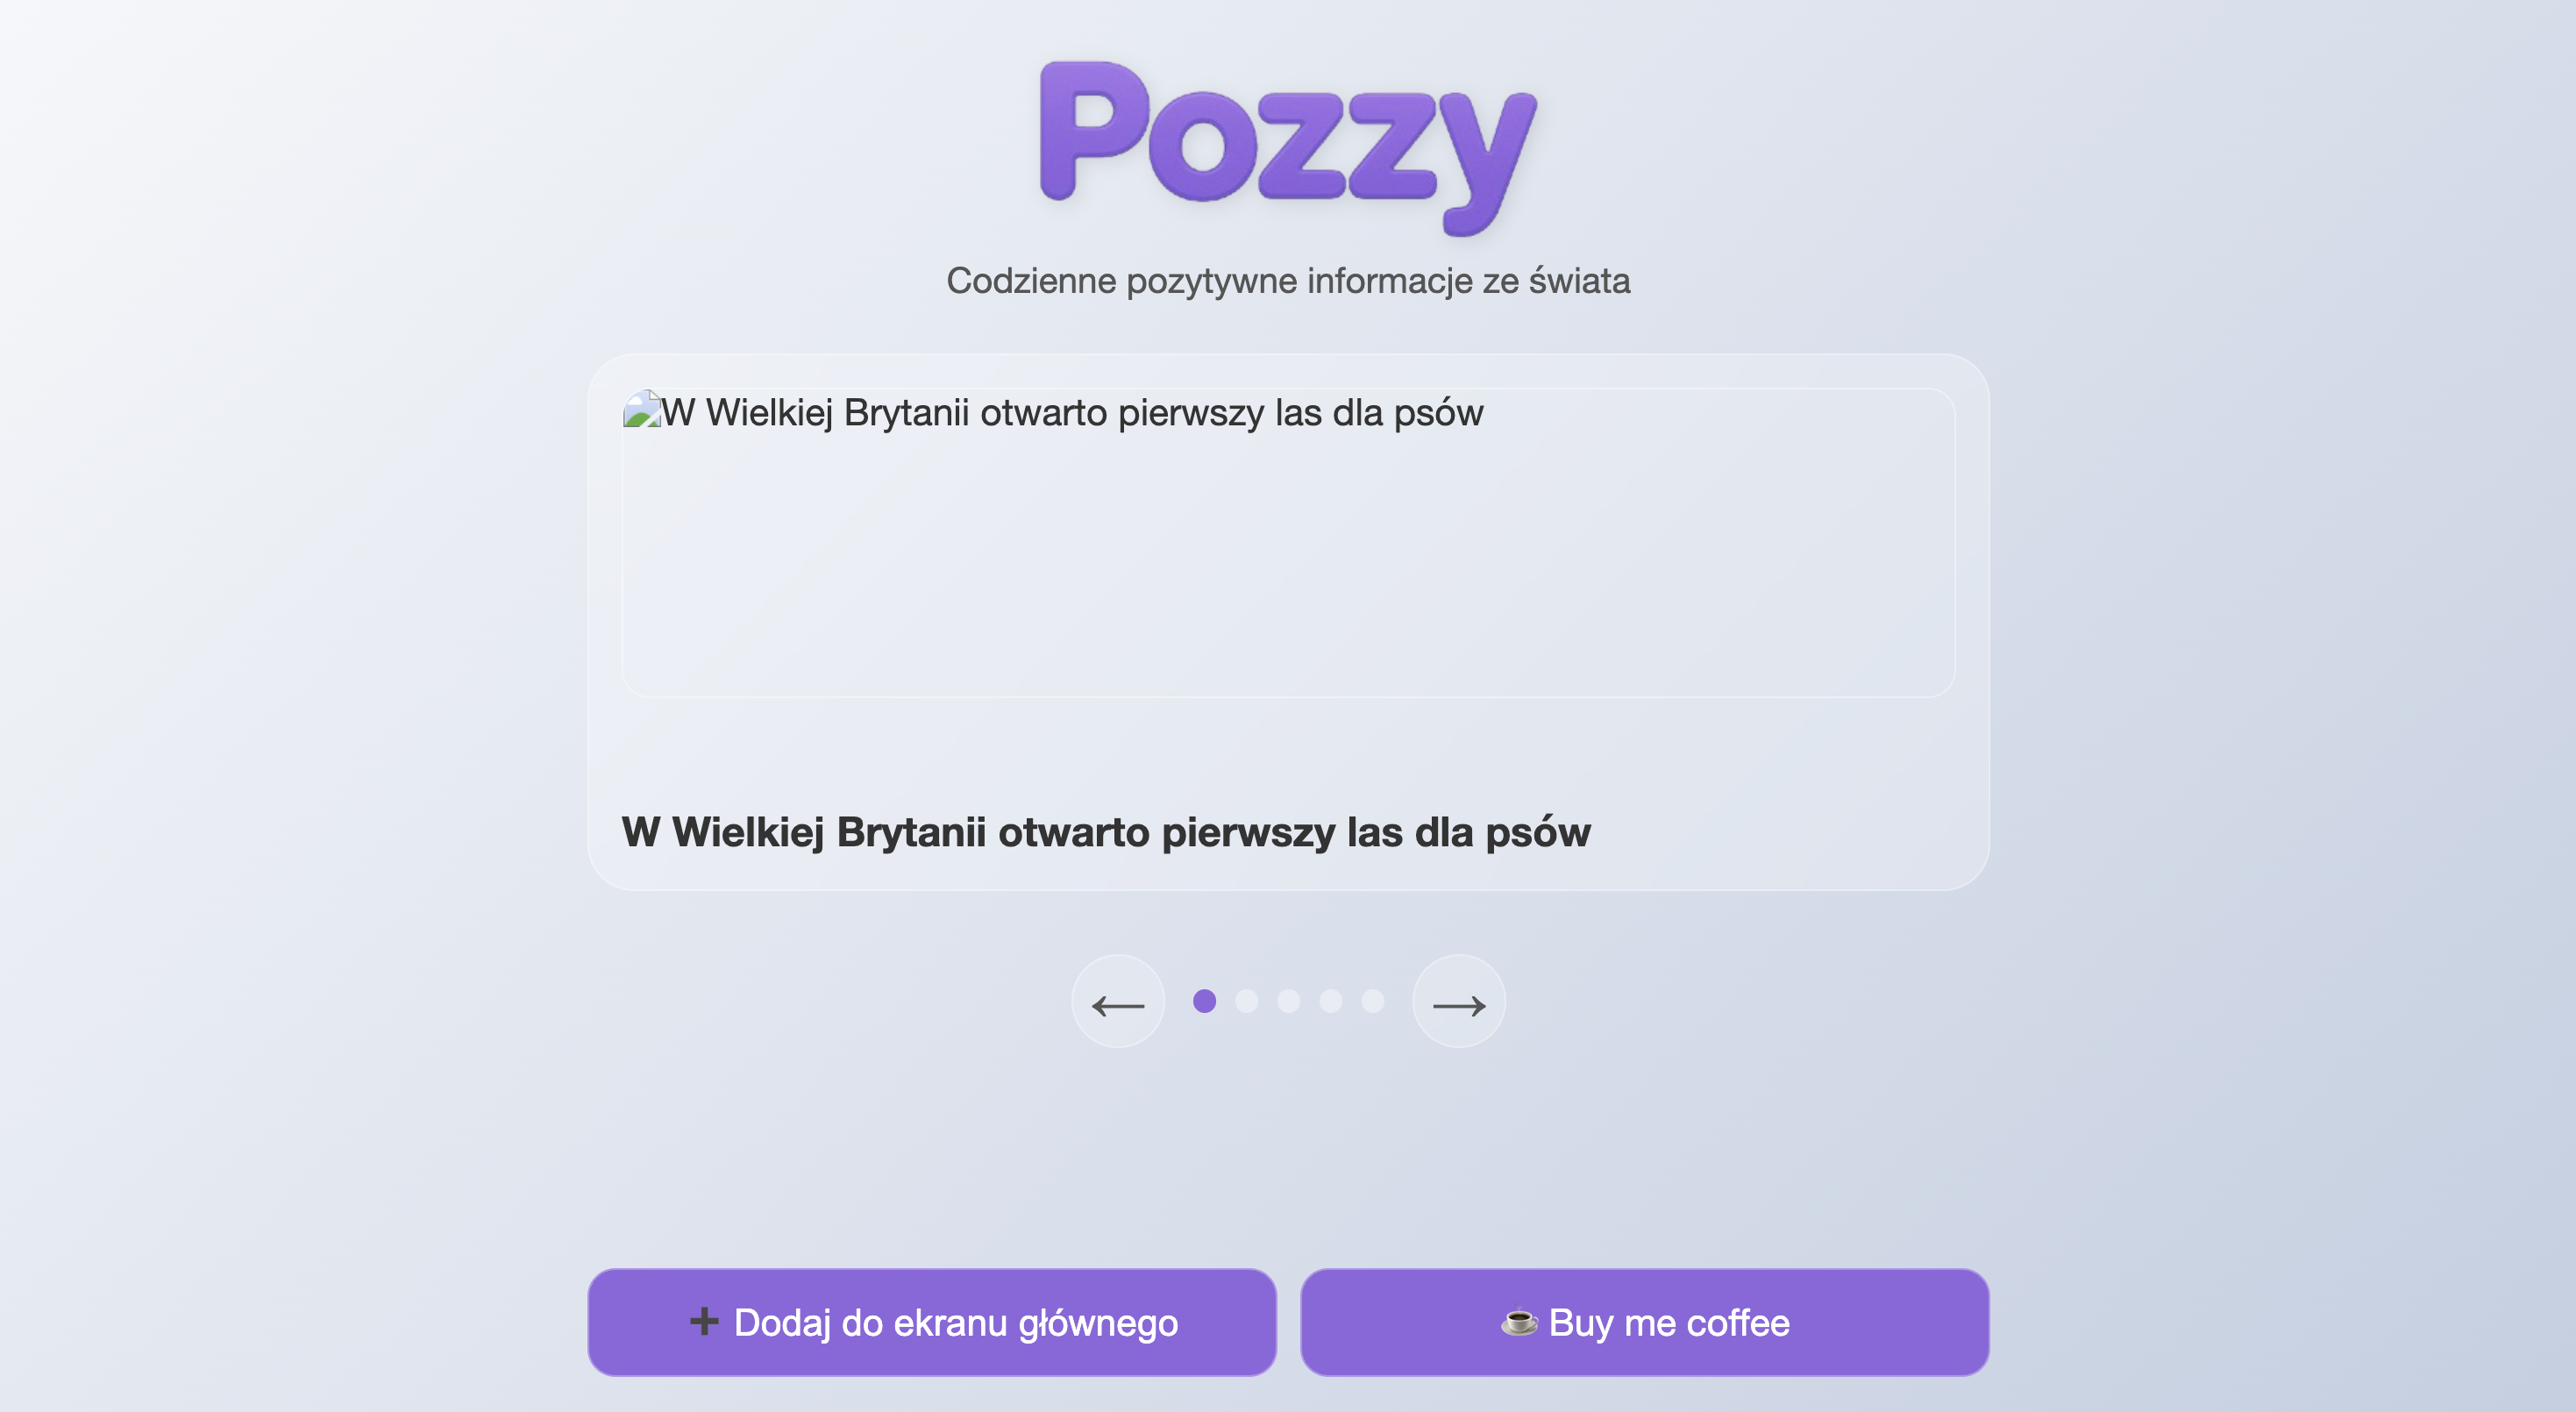 Pozzy
Codzienne pozytywne informacje ze świata
W Wielkiej Brytanii otwarto pierwszy las dla psów
W Wielkiej Brytanii otwarto pierwszy las dla psów
← →
➕ Dodaj do ekranu głównego
☕ Buy me coffee